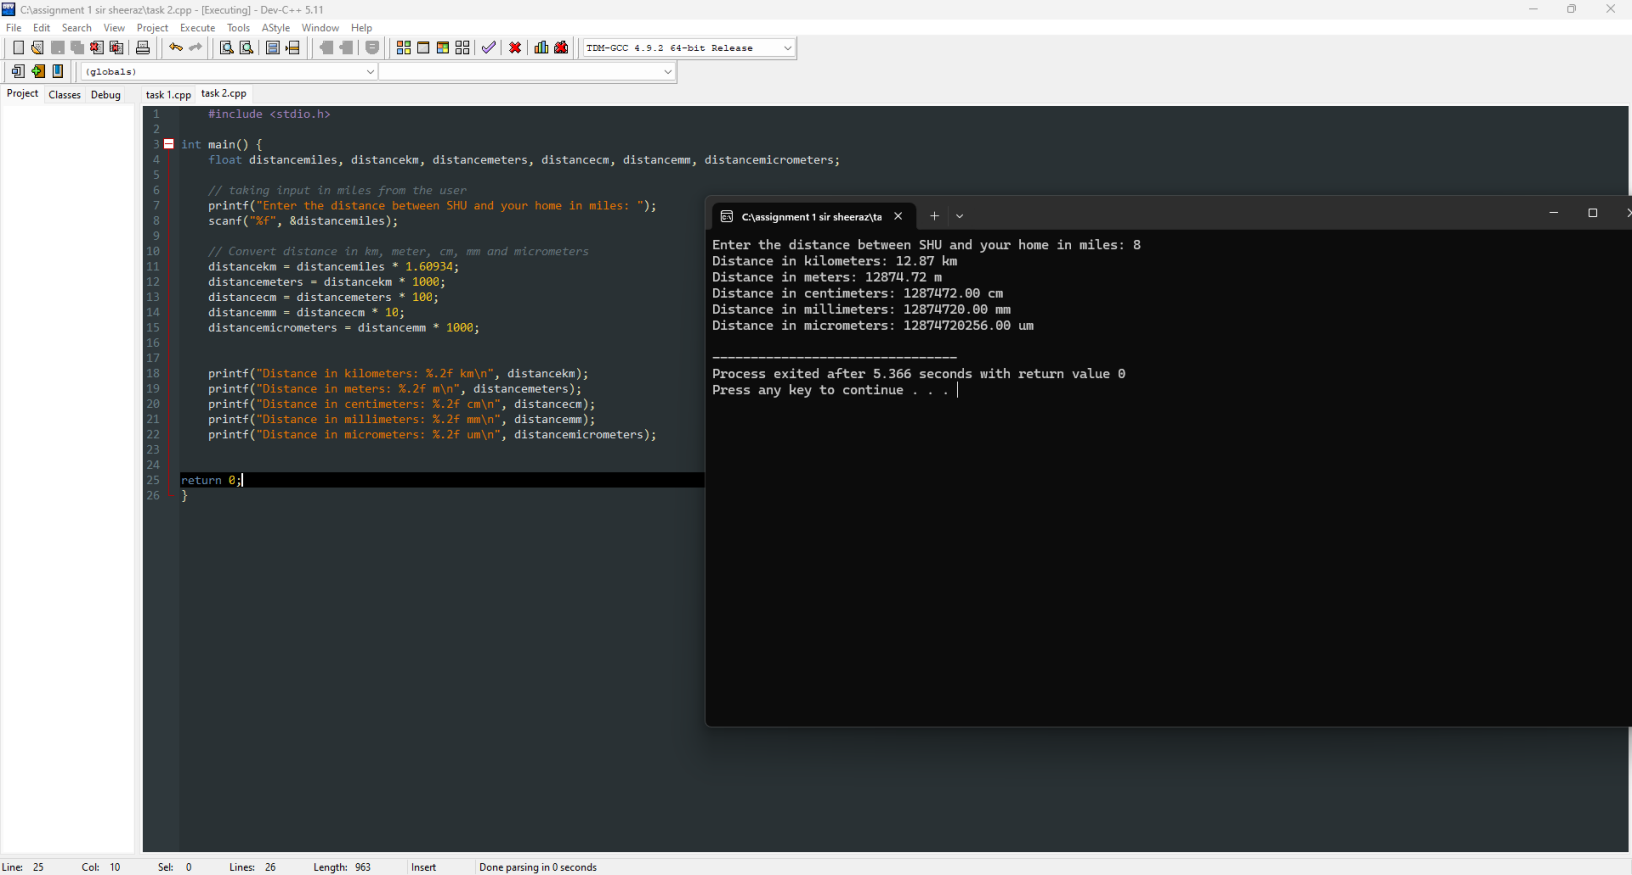 C:\assignment 1 sir sheeraz\task 2.cpp - [Executing] - Dev-C++ 5.11
File Edit Search View Project Execute Tools AStyle Window Help
TDM-GCC 4.9.2 64-bit Release
(globals)
Project Classes Debug task 1.cpp task 2.cpp
1 #include <stdio.h>
2
3 int main() {
4 float distancemiles, distancekm, distancemeters, distancecm, distancemm, distancemicrometers;
5
6 // taking input in miles from the user
7 printf("Enter the distance between SHU and your home in miles: ");
8 scanf("%f", &distancemiles);
9
10 // Convert distance in km, meter, cm, mm and micrometers
11 distancekm = distancemiles * 1.60934;
12 distancemeters = distancekm * 1000;
13 distancecm = distancemeters * 100;
14 distancemm = distancecm * 10;
15 distancemicrometers = distancemm * 1000;
16
17
18 printf("Distance in kilometers: %.2f km\n", distancekm);
19 printf("Distance in meters: %.2f m\n", distancemeters);
20 printf("Distance in centimeters: %.2f cm\n", distancecm);
21 printf("Distance in millimeters: %.2f mm\n", distancemm);
22 printf("Distance in micrometers: %.2f um\n", distancemicrometers);
23
24
25 return 0;
26 }
C:\assignment 1 sir sheeraz\ta
Enter the distance between SHU and your home in miles: 8
Distance in kilometers: 12.87 km
Distance in meters: 12874.72 m
Distance in centimeters: 1287472.00 cm
Distance in millimeters: 12874720.00 mm
Distance in micrometers: 12874720256.00 um
--------------------------------
Process exited after 5.366 seconds with return value 0
Press any key to continue . . .
Line: 25 Col: 10 Sel: 0 Lines: 26 Length: 963 Insert Done parsing in 0 seconds